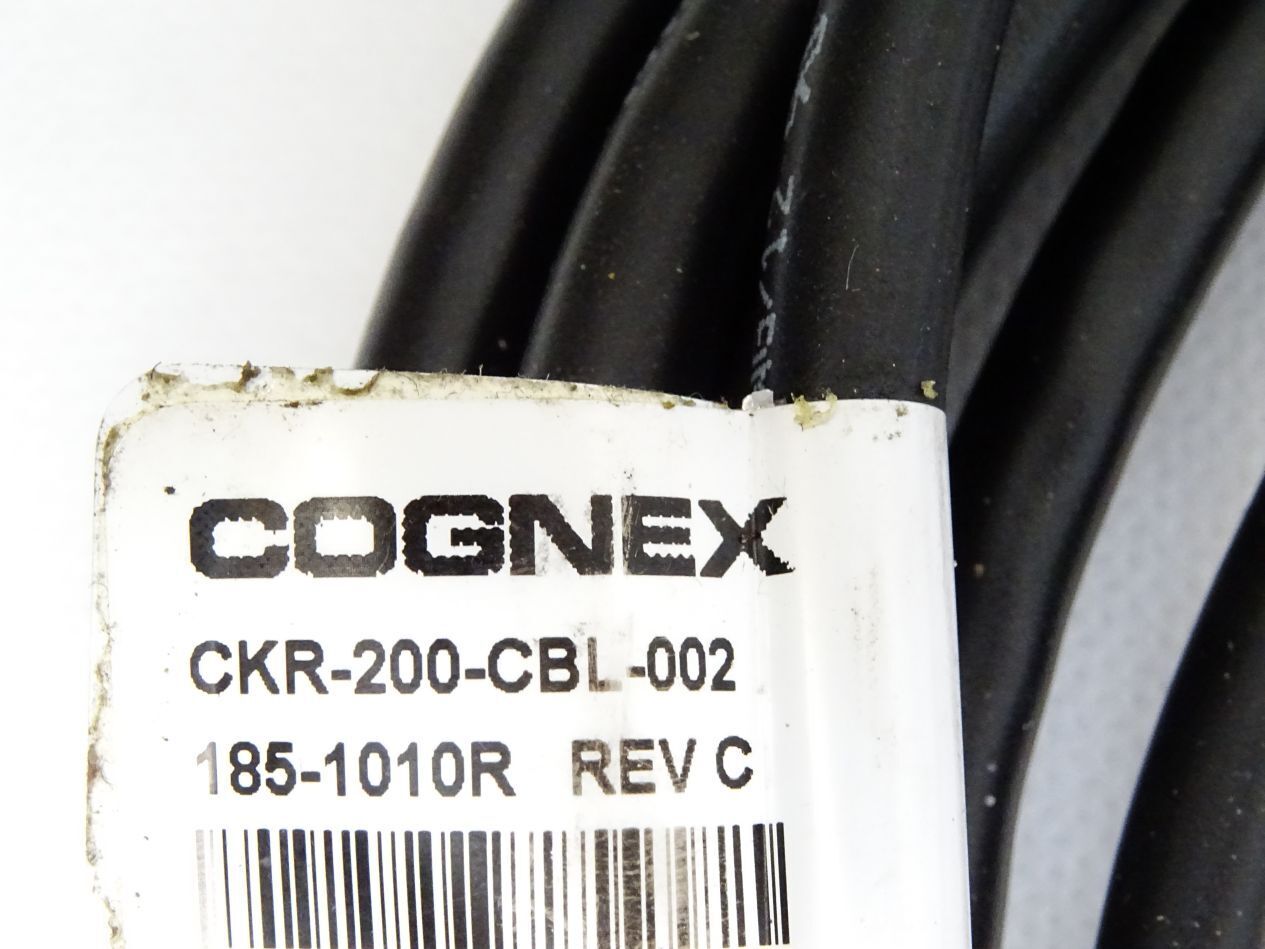 COGNEX
CKR-200-CBL-002
185-1010R REV C